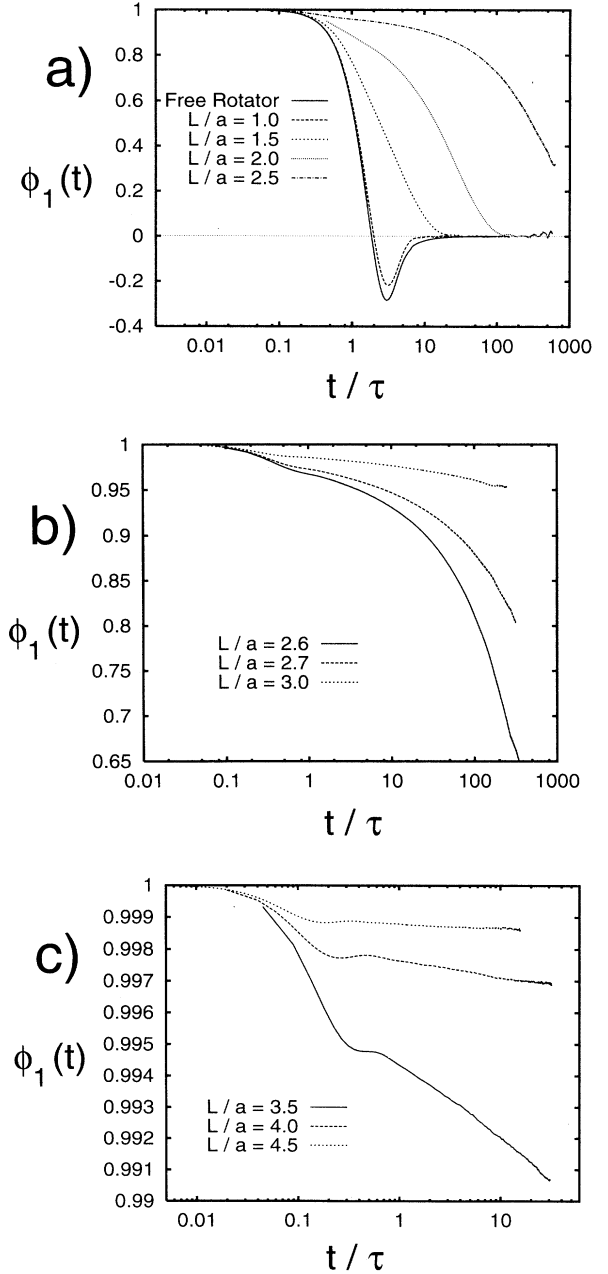 a)
1
0.8
0.6
0.4
0.2
0
-0.2
-0.4
ϕ1(t)
Free Rotator
L / a = 1.0
L / a = 1.5
L / a = 2.0
L / a = 2.5
0.01 0.1 1 10 100 1000
t / τ
b)
1
0.95
0.9
0.85
0.8
0.75
0.7
0.65
ϕ1(t)
L / a = 2.6
L / a = 2.7
L / a = 3.0
0.01 0.1 1 10 100 1000
t / τ
c)
1
0.999
0.998
0.997
0.996
0.995
0.994
0.993
0.992
0.991
0.99
ϕ1(t)
L / a = 3.5
L / a = 4.0
L / a = 4.5
0.01 0.1 1 10
t / τ